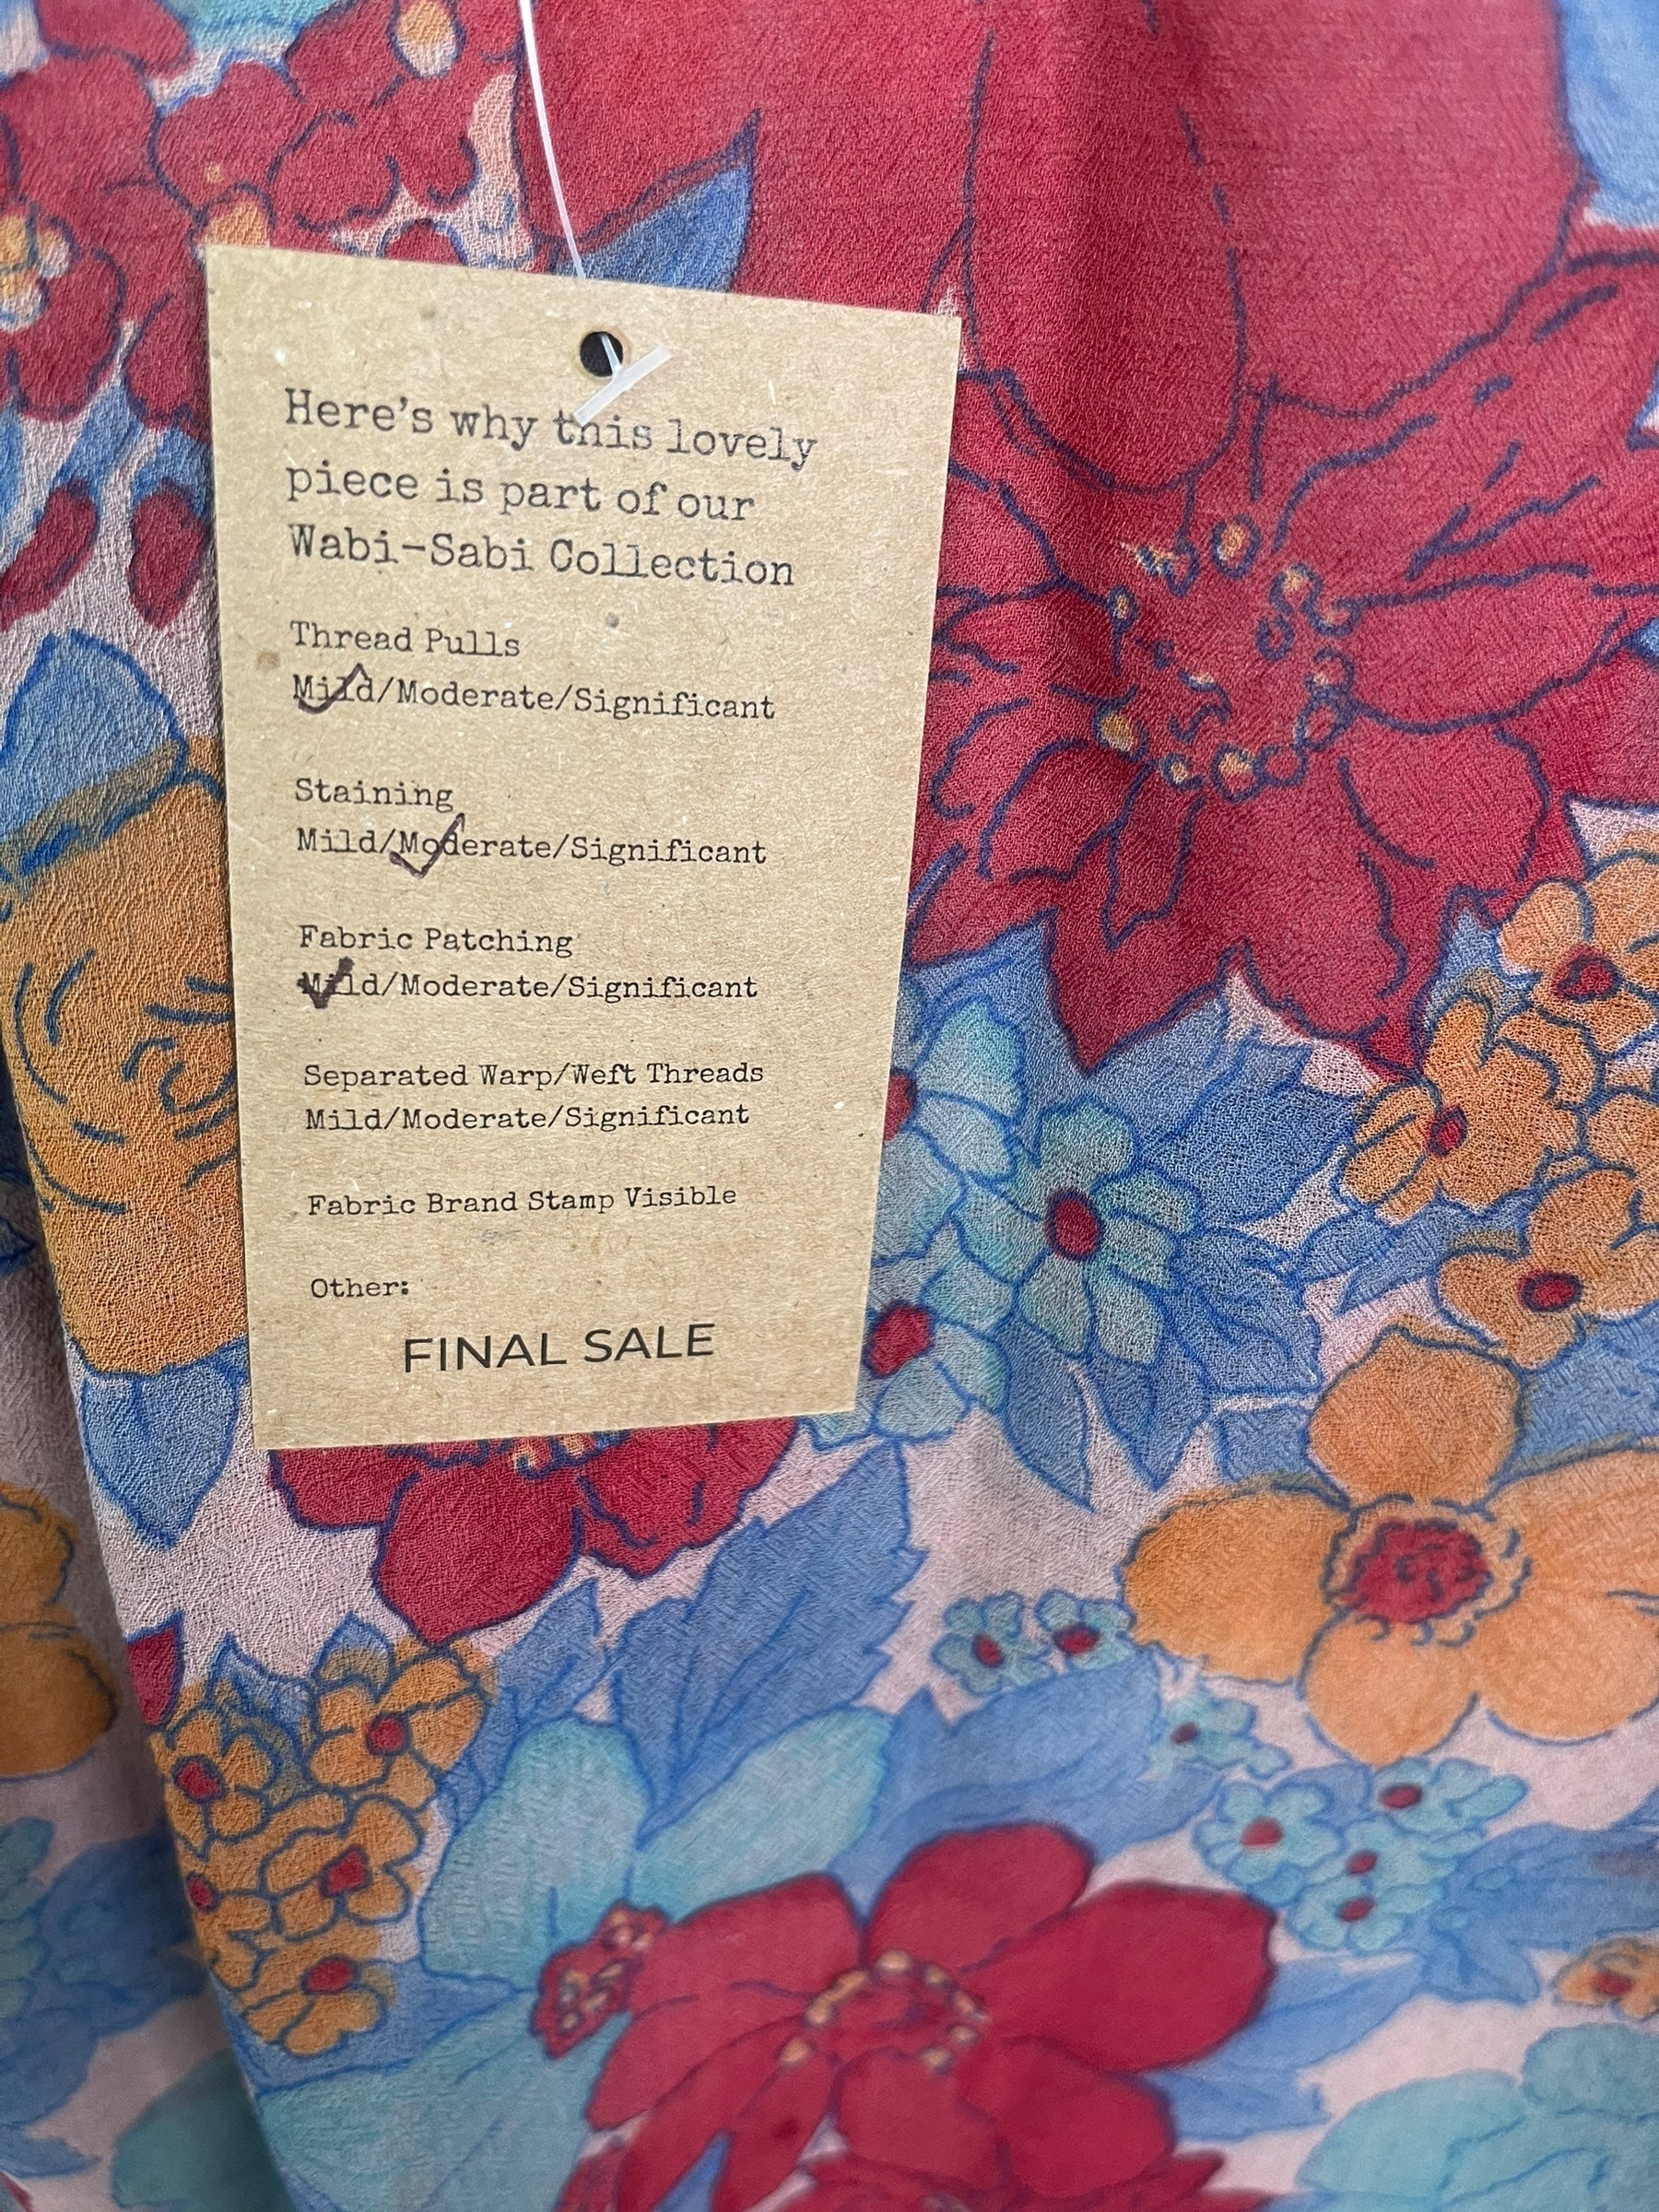 Here's why this lovely
piece is part of our
Wabi-Sabi Collection
Thread Pulls
Mild/Moderate/Significant
Staining
Mild/Moderate/Significant
Fabric Patching
Mild/Moderate/Significant
Separated Warp/Weft Threads
Mild/Moderate/Significant
Fabric Brand Stamp Visible
Other:
FINAL SALE